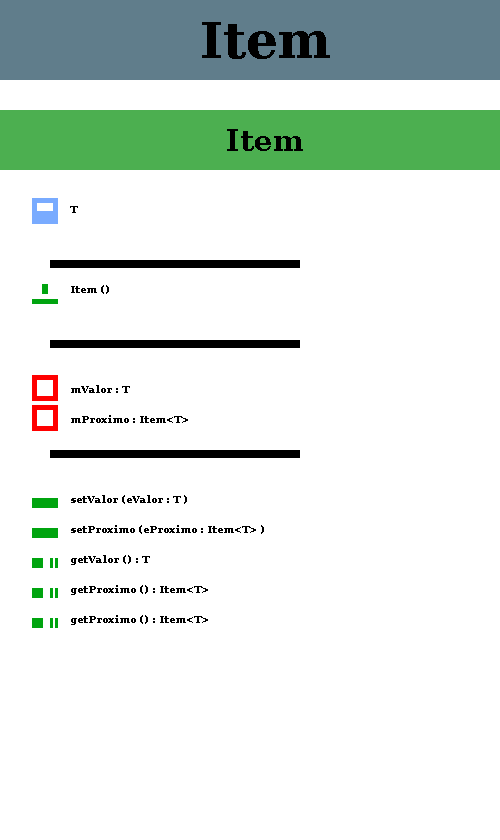 Item
Item
T
Item ()
mValor : T
mProximo : Item<T>
setValor (eValor : T )
setProximo (eProximo : Item<T> )
getValor () : T
getProximo () : Item<T>
getProximo () : Item<T>